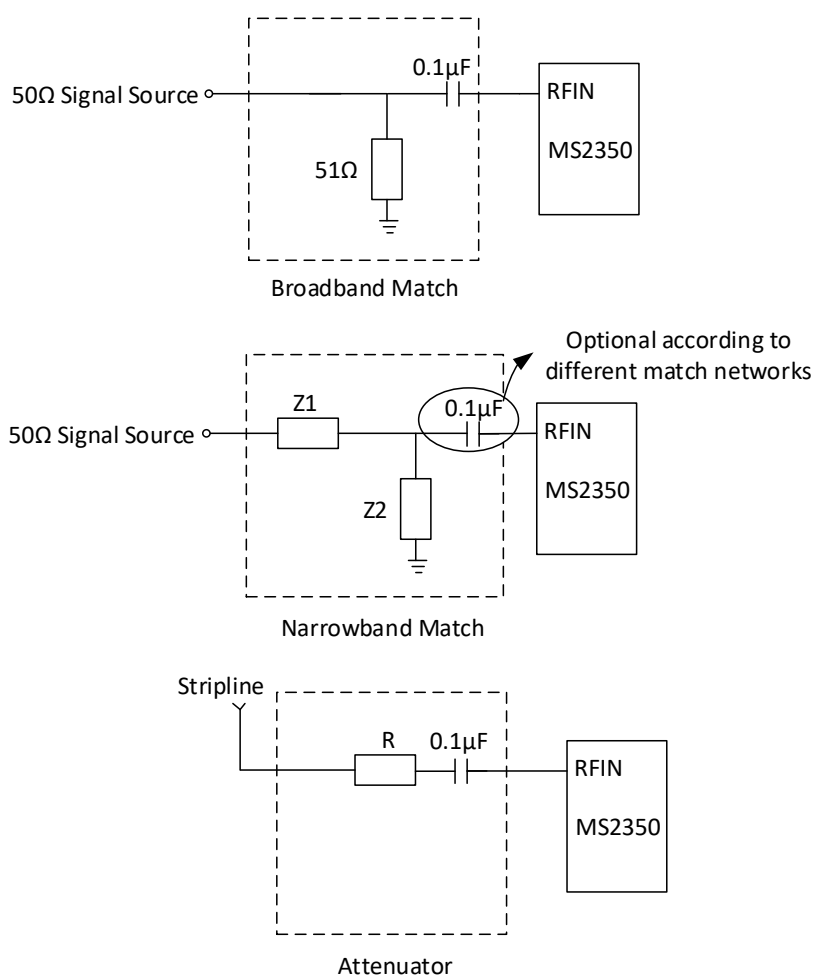 0.1μF
50Ω Signal Source
RFIN
MS2350
51Ω
Broadband Match
Optional according to
different match networks
Z1
0.1μF
50Ω Signal Source
RFIN
MS2350
Z2
Narrowband Match
Stripline
R
0.1μF
RFIN
MS2350
Attenuator